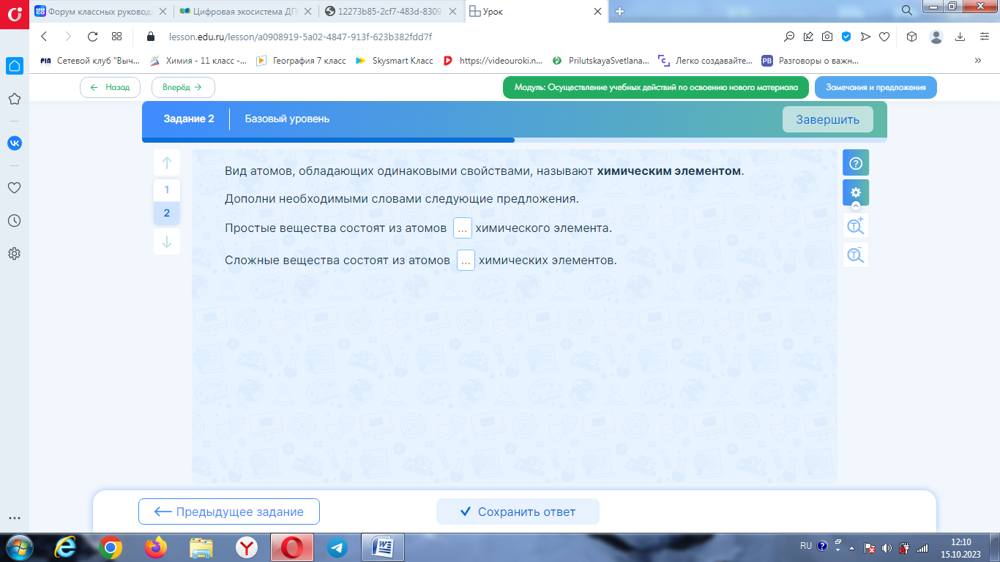 Форум классных руковод
Цифровая экосистема ДП
12273b85-2cf7-483d-8309
Урок
lesson.edu.ru/lesson/a0908919-5a02-4847-913f-623b382fdd7f
Сетевой клуб "Выч...
Химия - 11 класс -...
География 7 класс
Skysmart Класс
https://videouroki.n...
PrilutskayaSvetlana...
Легко создавайте...
РВ
Разговоры о важн...
Назад
Вперёд
Модуль: Осуществление учебных действий по освоению нового материала
Замечания и предложения
Задание 2
Базовый уровень
Завершить
1
2
Вид атомов, обладающих одинаковыми свойствами, называют химическим элементом.
Дополни необходимыми словами следующие предложения.
Простые вещества состоят из атомов ... химического элемента.
Сложные вещества состоят из атомов ... химических элементов.
Предыдущее задание
Сохранить ответ
RU
12:10
15.10.2023